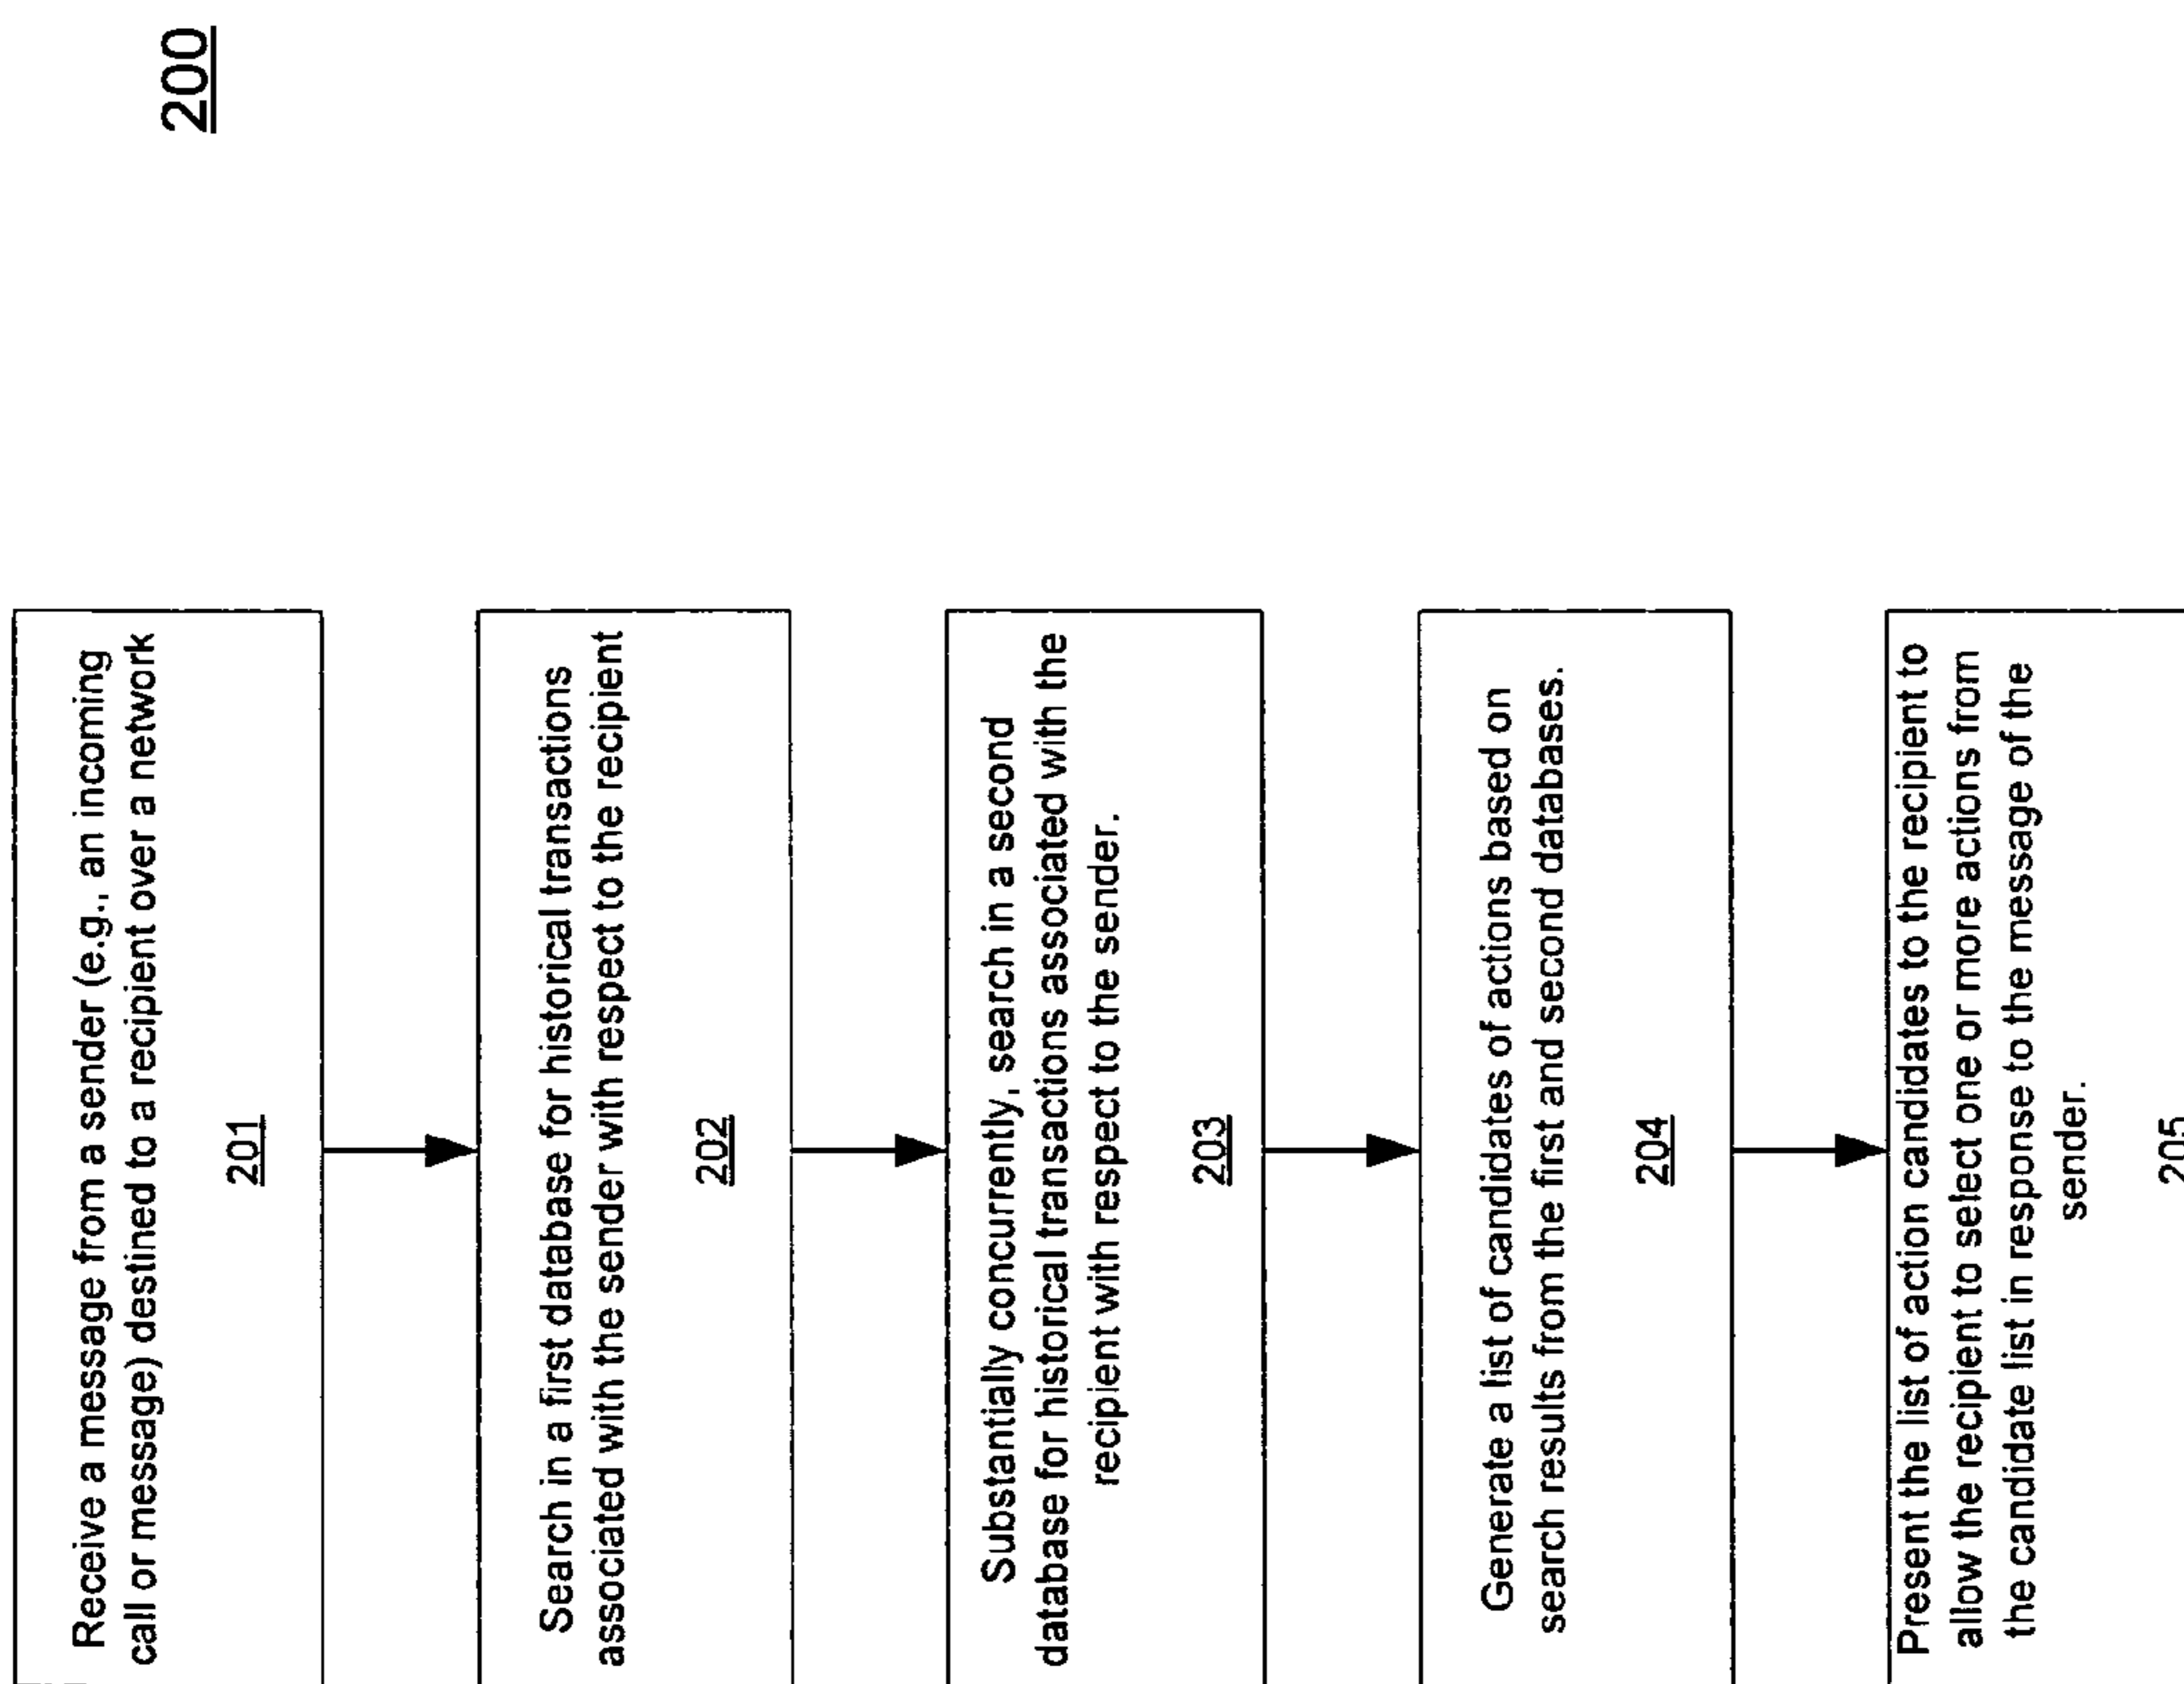 200
Receive a message from a sender (e.g., an incoming
call or message) destined to a recipient over a network
201
Search in a first database for historical transactions
associated with the sender with respect to the recipient
202
Substantially concurrently, search in a second
database for historical transactions associated with the
recipient with respect to the sender.
203
Generate a list of candidates of actions based on
search results from the first and second databases.
204
Present the list of action candidates to the recipient to
allow the recipient to select one or more actions from
the candidate list in response to the message of the
sender.
205